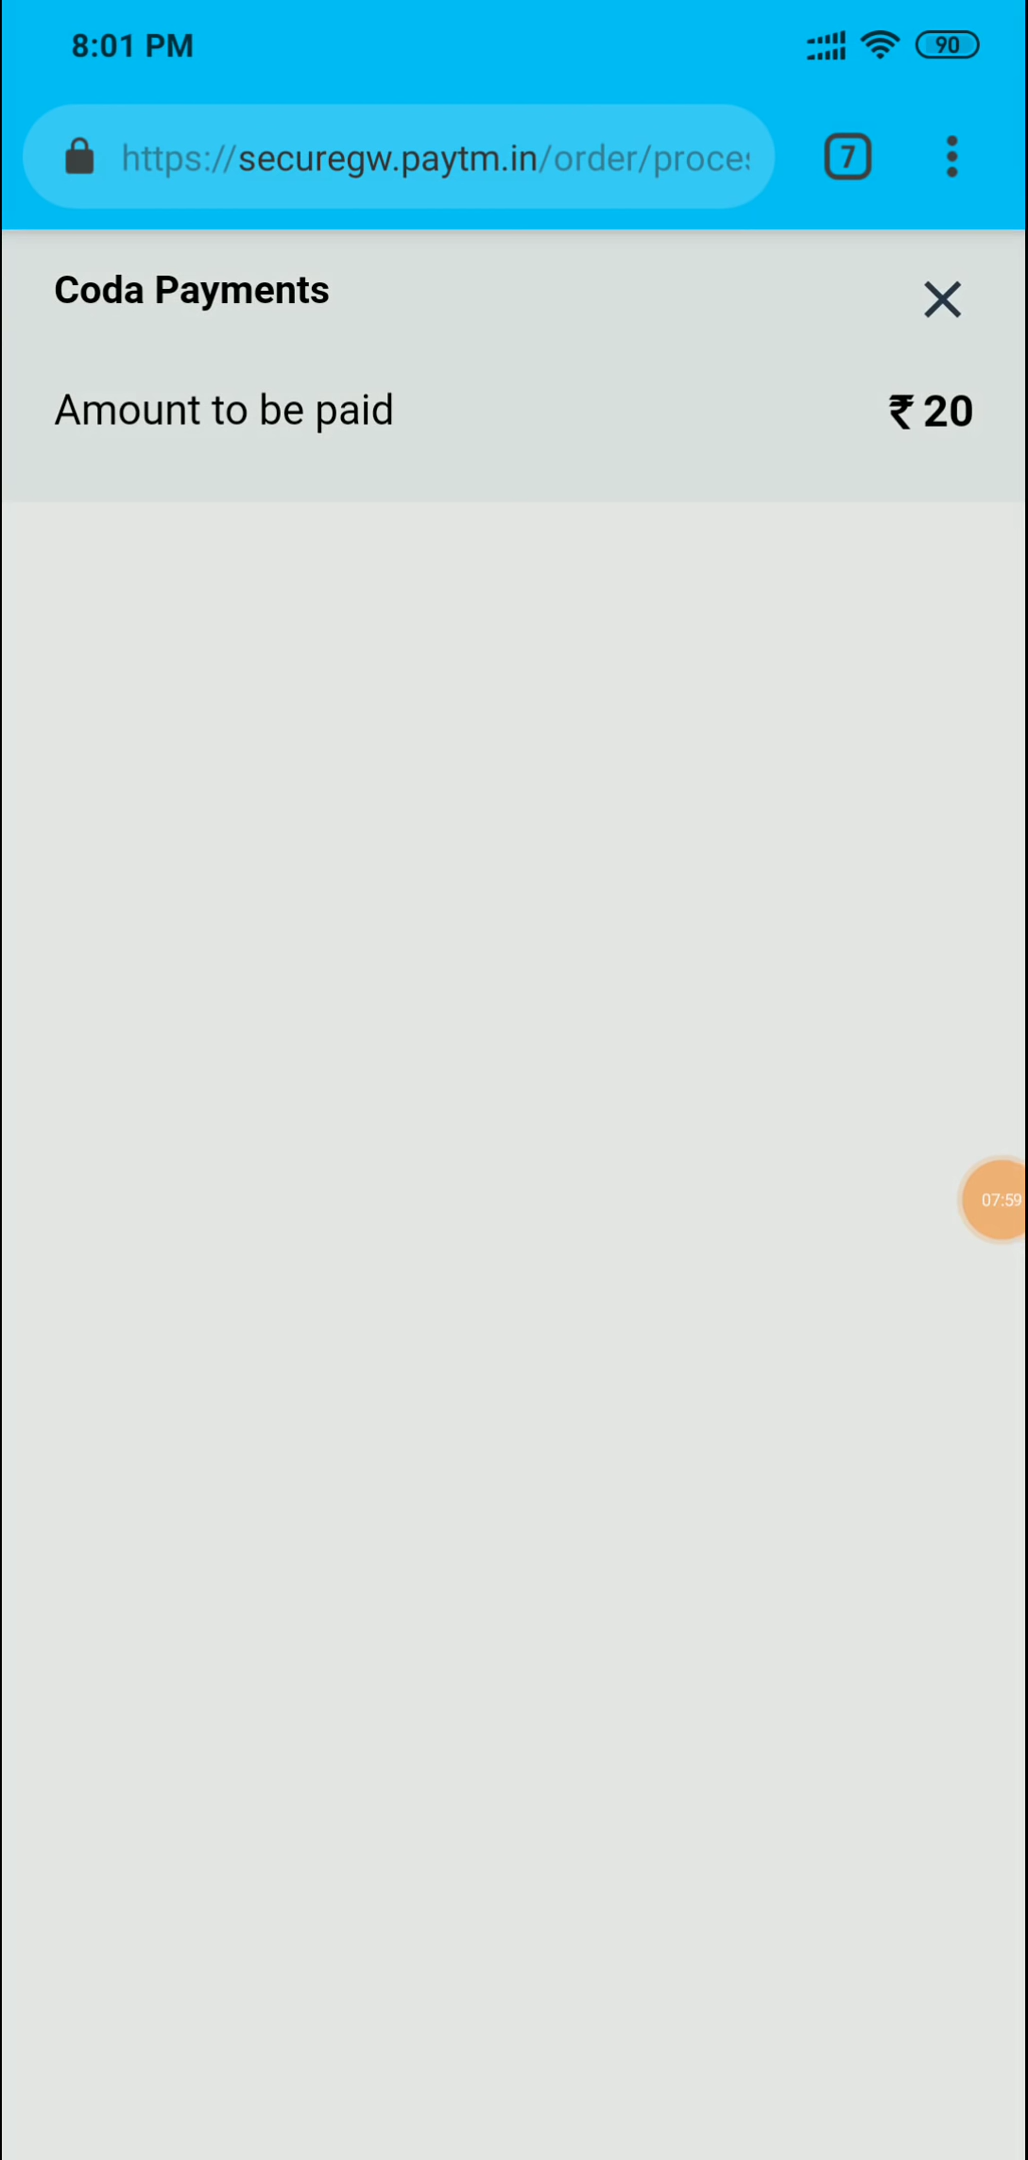 8:01 PM
90
https://securegw.paytm.in/order/proces
7
Coda Payments
Amount to be paid
₹ 20
07:59